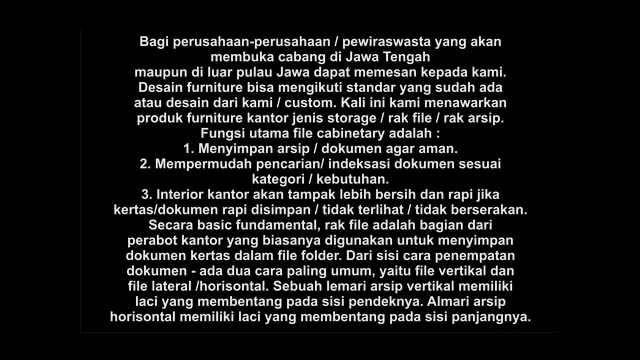 Bagi perusahaan-perusahaan / pewiraswasta yang akan
membuka cabang di Jawa Tengah
maupun di luar pulau Jawa dapat memesan kepada kami.
Desain furniture bisa mengikuti standar yang sudah ada
atau desain dari kami / custom. Kali ini kami menawarkan
produk furniture kantor jenis storage / rak file / rak arsip.
Fungsi utama file cabinetary adalah :
1. Menyimpan arsip / dokumen agar aman.
2. Mempermudah pencarian/ indeksasi dokumen sesuai
kategori / kebutuhan.
3. Interior kantor akan tampak lebih bersih dan rapi jika
kertas/dokumen rapi disimpan / tidak terlihat / tidak berserakan.
Secara basic fundamental, rak file adalah bagian dari
perabot kantor yang biasanya digunakan untuk menyimpan
dokumen kertas dalam file folder. Dari sisi cara penempatan
dokumen - ada dua cara paling umum, yaitu file vertikal dan
file lateral /horisontal. Sebuah lemari arsip vertikal memiliki
laci yang membentang pada sisi pendeknya. Almari arsip
horisontal memiliki laci yang membentang pada sisi panjangnya.